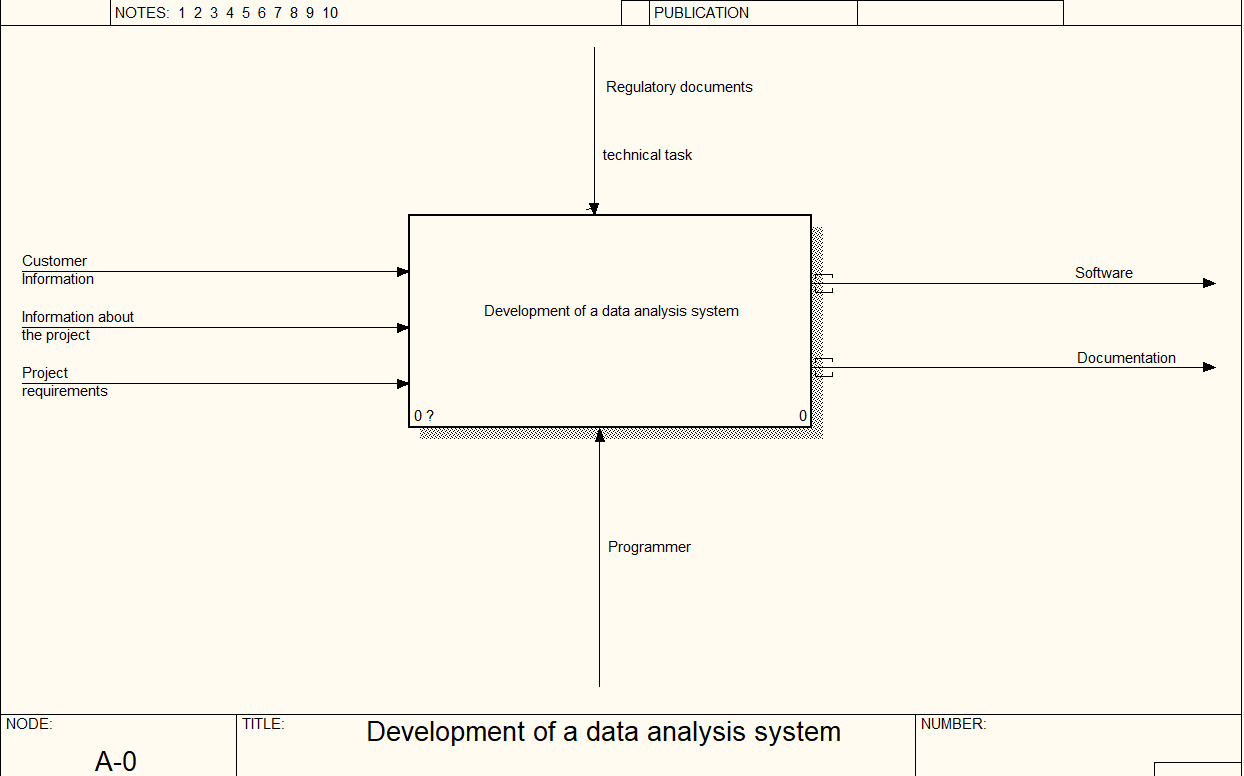 NOTES: 1 2 3 4 5 6 7 8 9 10
PUBLICATION
Regulatory documents
technical task
Customer
Information
Information about
the project
Project
requirements
Development of a data analysis system
0 ?
0
Software
Documentation
Programmer
NODE:
A-0
TITLE:
Development of a data analysis system
NUMBER: